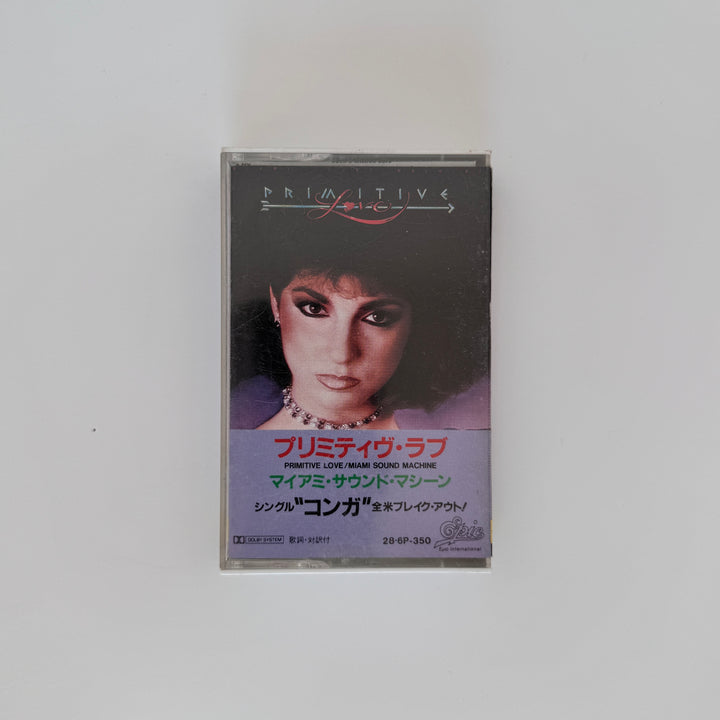 PRIMITIVE
Love
プリミティヴ・ラブ
PRIMITIVE LOVE/MIAMI SOUND MACHINE
マイアミ・サウンド・マシーン
シングル"コンガ"全米ブレイク・アウト!
DOLBY SYSTEM 歌詞・対訳付 28・6P-350 Epic
Epic International